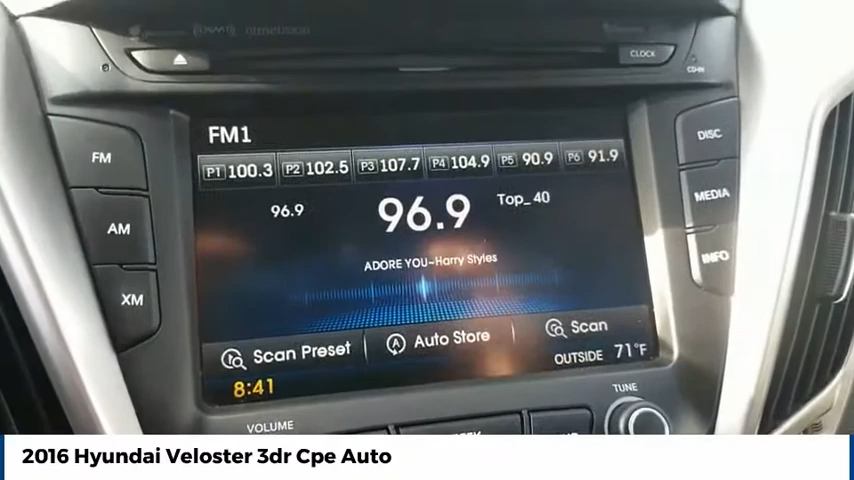 CLOCK
CD-IN
FM
AM
XM
DISC
MEDIA
INFO
FM1
P1 100.3 P2 102.5 P3 107.7 P4 104.9 P5 90.9 P6 91.9
96.9 96.9 Top_40
ADORE YOU~Harry Styles
Scan Preset Auto Store Scan
8:41 OUTSIDE 71°F
VOLUME
TUNE
2016 Hyundai Veloster 3dr Cpe Auto